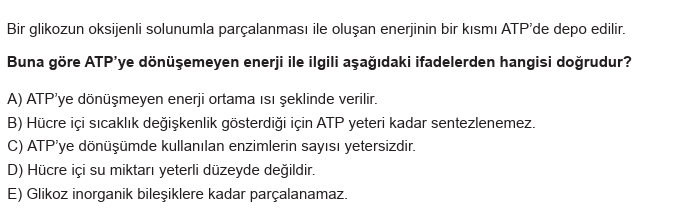 Bir glikozun oksijenli solunumla parçalanması ile oluşan enerjinin bir kısmı ATP’de depo edilir.
Buna göre ATP’ye dönüşemeyen enerji ile ilgili aşağıdaki ifadelerden hangisi doğrudur?
A) ATP’ye dönüşmeyen enerji ortama ısı şeklinde verilir.
B) Hücre içi sıcaklık değişkenlik gösterdiği için ATP yeteri kadar sentezlenemez.
C) ATP’ye dönüşümde kullanılan enzimlerin sayısı yetersizdir.
D) Hücre içi su miktarı yeterli düzeyde değildir.
E) Glikoz inorganik bileşiklere kadar parçalanamaz.